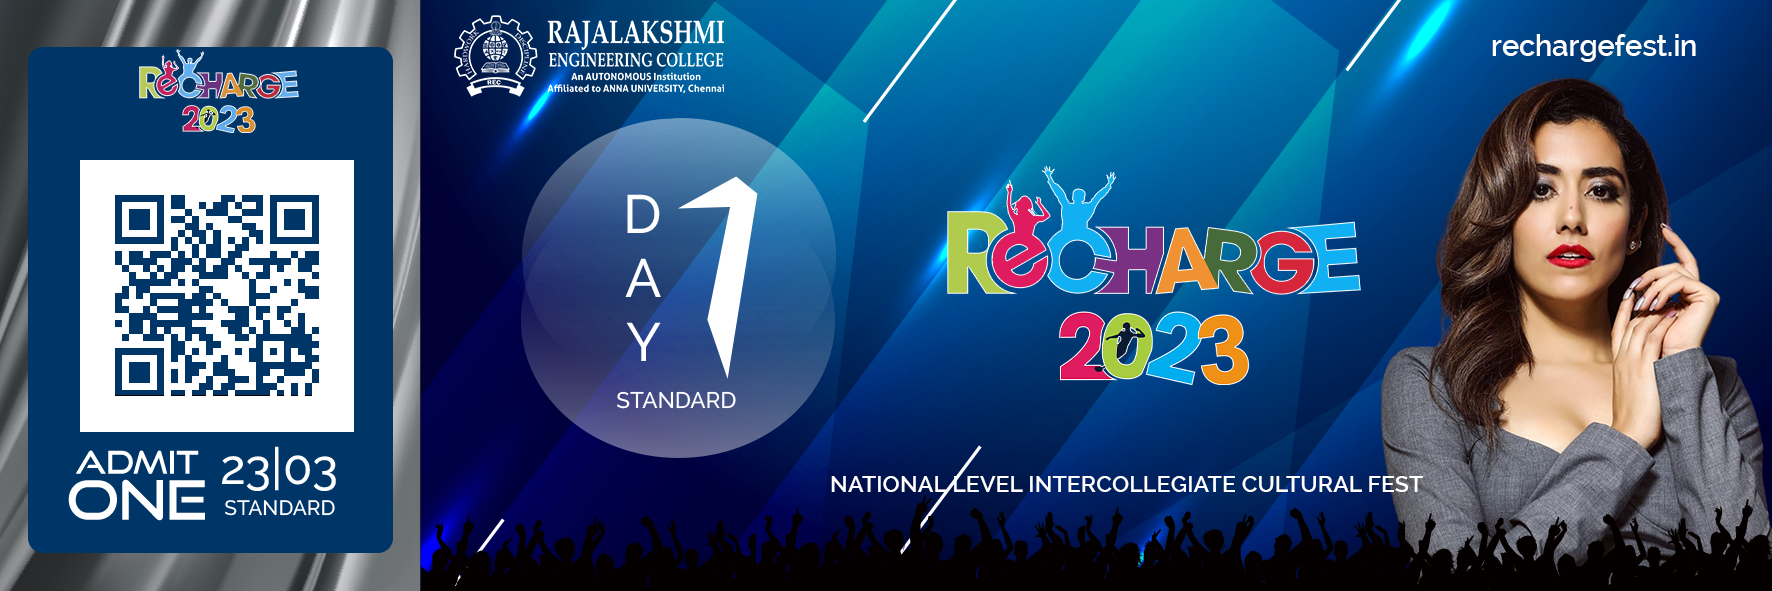 RECHARGE
2023
ADMIT
ONE
23|03
STANDARD
RAJALAKSHMI
ENGINEERING COLLEGE
An AUTONOMOUS Institution
Affiliated to ANNA UNIVERSITY, Chennai
REC
DAY 1
STANDARD
rechargefest.in
ReCHARGE
2023
NATIONAL LEVEL INTERCOLLEGIATE CULTURAL FEST